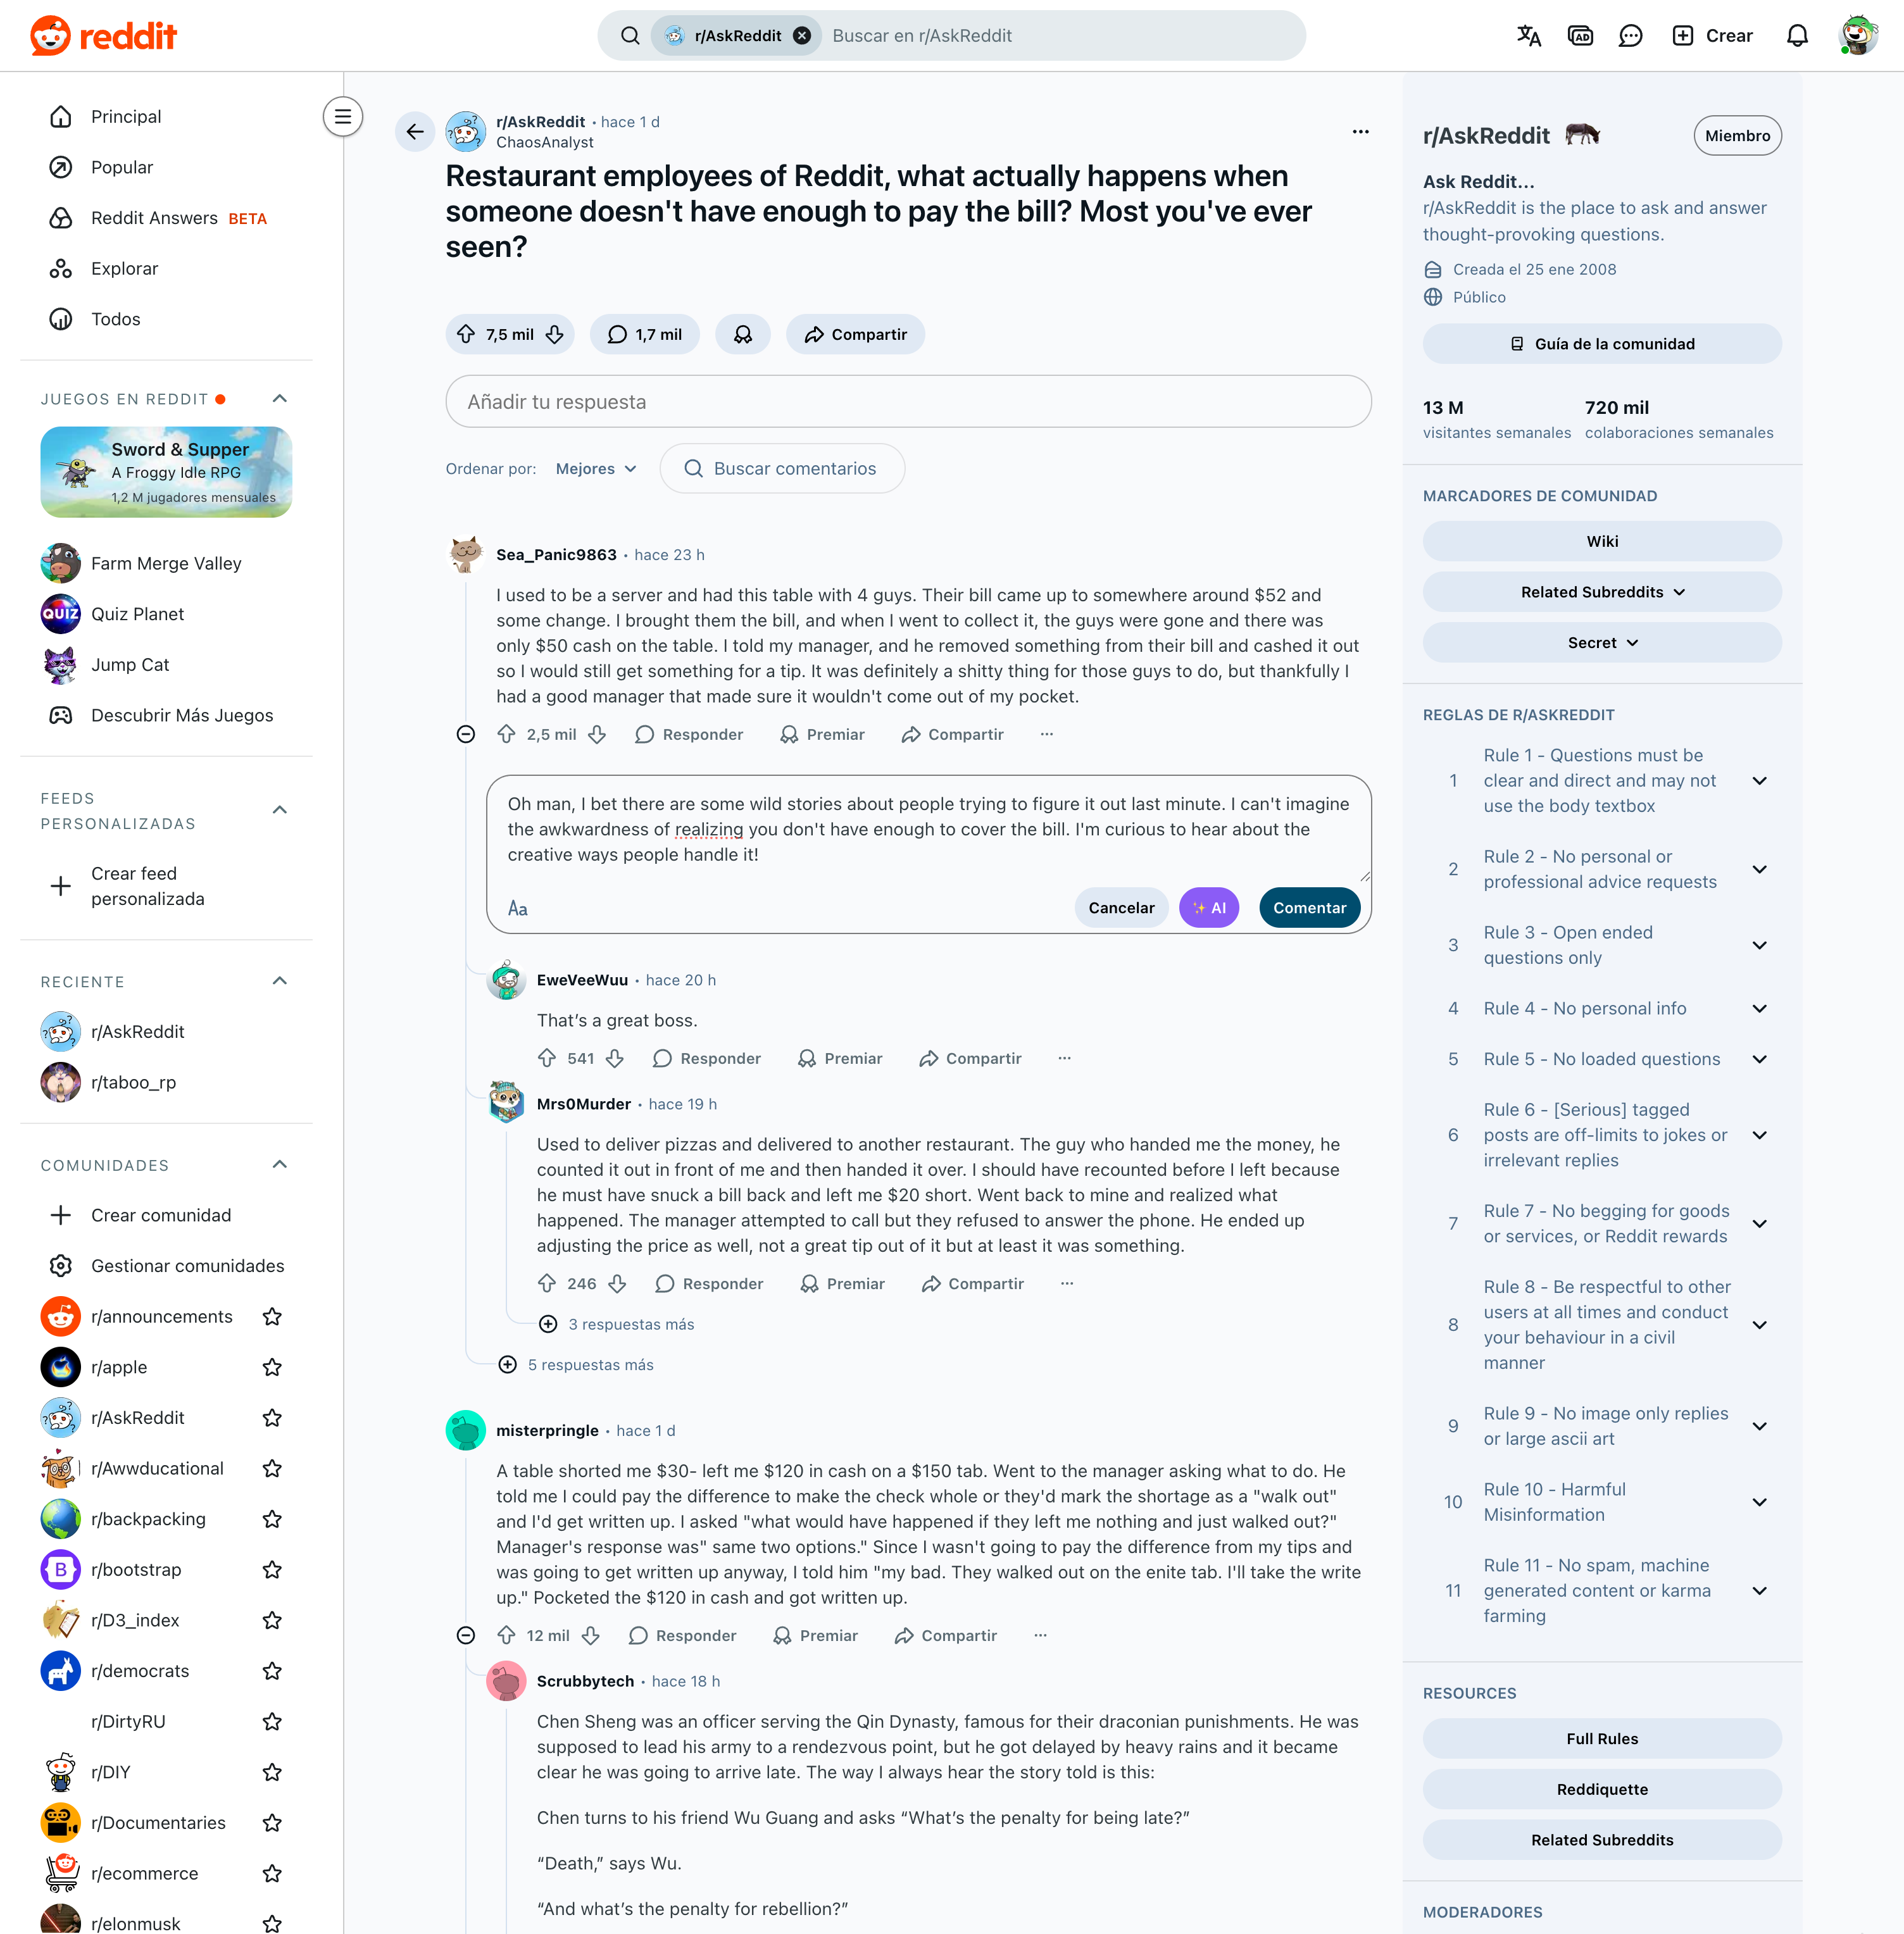 reddit
r/AskReddit
Buscar en r/AskReddit
AD
Crear
Principal
Popular
Reddit Answers BETA
Explorar
Todos
JUEGOS EN REDDIT
Sword & Supper
A Froggy Idle RPG
1,2 M jugadores mensuales
Farm Merge Valley
QUIZ
Quiz Planet
Jump Cat
Descubrir Más Juegos
FEEDS
PERSONALIZADAS
Crear feed
personalizada
RECIENTE
r/AskReddit
r/taboo_rp
COMUNIDADES
Crear comunidad
Gestionar comunidades
r/announcements
r/apple
r/AskReddit
r/Awwducational
r/backpacking
B
r/bootstrap
r/D3_index
r/democrats
r/DirtyRU
r/DIY
r/Documentaries
r/ecommerce
r/elonmusk
r/AskReddit • hace 1 d
ChaosAnalyst
Restaurant employees of Reddit, what actually happens when
someone doesn't have enough to pay the bill? Most you've ever
seen?
7,5 mil
1,7 mil
Compartir
Añadir tu respuesta
Ordenar por: Mejores
Buscar comentarios
Sea_Panic9863 • hace 23 h
I used to be a server and had this table with 4 guys. Their bill came up to somewhere around $52 and
some change. I brought them the bill, and when I went to collect it, the guys were gone and there was
only $50 cash on the table. I told my manager, and he removed something from their bill and cashed it out
so I would still get something for a tip. It was definitely a shitty thing for those guys to do, but thankfully I
had a good manager that made sure it wouldn't come out of my pocket.
2,5 mil Responder Premiar Compartir ...
Oh man, I bet there are some wild stories about people trying to figure it out last minute. I can't imagine
the awkwardness of realizing you don't have enough to cover the bill. I'm curious to hear about the
creative ways people handle it!
Aa
Cancelar
AI
Comentar
EweVeeWuu • hace 20 h
That’s a great boss.
541 Responder Premiar Compartir ...
Mrs0Murder • hace 19 h
Used to deliver pizzas and delivered to another restaurant. The guy who handed me the money, he
counted it out in front of me and then handed it over. I should have recounted before I left because
he must have snuck a bill back and left me $20 short. Went back to mine and realized what
happened. The manager attempted to call but they refused to answer the phone. He ended up
adjusting the price as well, not a great tip out of it but at least it was something.
246 Responder Premiar Compartir ...
3 respuestas más
5 respuestas más
misterpringle • hace 1 d
A table shorted me $30- left me $120 in cash on a $150 tab. Went to the manager asking what to do. He
told me I could pay the difference to make the check whole or they'd mark the shortage as a "walk out"
and I'd get written up. I asked "what would have happened if they left me nothing and just walked out?"
Manager's response was" same two options." Since I wasn't going to pay the difference from my tips and
was going to get written up anyway, I told him "my bad. They walked out on the enite tab. I'll take the write
up." Pocketed the $120 in cash and got written up.
12 mil Responder Premiar Compartir ...
Scrubbytech • hace 18 h
Chen Sheng was an officer serving the Qin Dynasty, famous for their draconian punishments. He was
supposed to lead his army to a rendezvous point, but he got delayed by heavy rains and it became
clear he was going to arrive late. The way I always hear the story told is this:
Chen turns to his friend Wu Guang and asks “What’s the penalty for being late?”
“Death,” says Wu.
“And what’s the penalty for rebellion?”
r/AskReddit
Miembro
Ask Reddit...
r/AskReddit is the place to ask and answer
thought-provoking questions.
Creada el 25 ene 2008
Público
Guía de la comunidad
13 M 720 mil
visitantes semanales colaboraciones semanales
MARCADORES DE COMUNIDAD
Wiki
Related Subreddits
Secret
REGLAS DE R/ASKREDDIT
1
Rule 1 - Questions must be
clear and direct and may not
use the body textbox
2
Rule 2 - No personal or
professional advice requests
3
Rule 3 - Open ended
questions only
4
Rule 4 - No personal info
5
Rule 5 - No loaded questions
6
Rule 6 - [Serious] tagged
posts are off-limits to jokes or
irrelevant replies
7
Rule 7 - No begging for goods
or services, or Reddit rewards
8
Rule 8 - Be respectful to other
users at all times and conduct
your behaviour in a civil
manner
9
Rule 9 - No image only replies
or large ascii art
10
Rule 10 - Harmful
Misinformation
11
Rule 11 - No spam, machine
generated content or karma
farming
RESOURCES
Full Rules
Reddiquette
Related Subreddits
MODERADORES